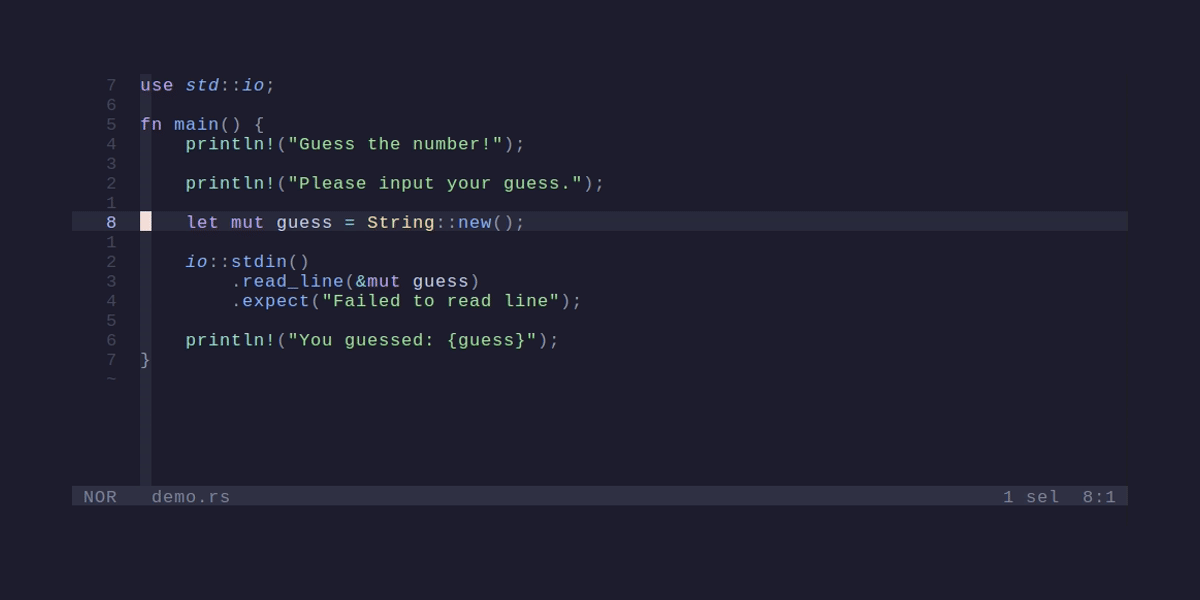 7  use std::io;
6
5  fn main() {
4      println!("Guess the number!");
3
2      println!("Please input your guess.");
1
8      let mut guess = String::new();
1
2      io::stdin()
3          .read_line(&mut guess)
4          .expect("Failed to read line");
5
6      println!("You guessed: {guess}");
7  }
~
NOR   demo.rs   1 sel  8:1